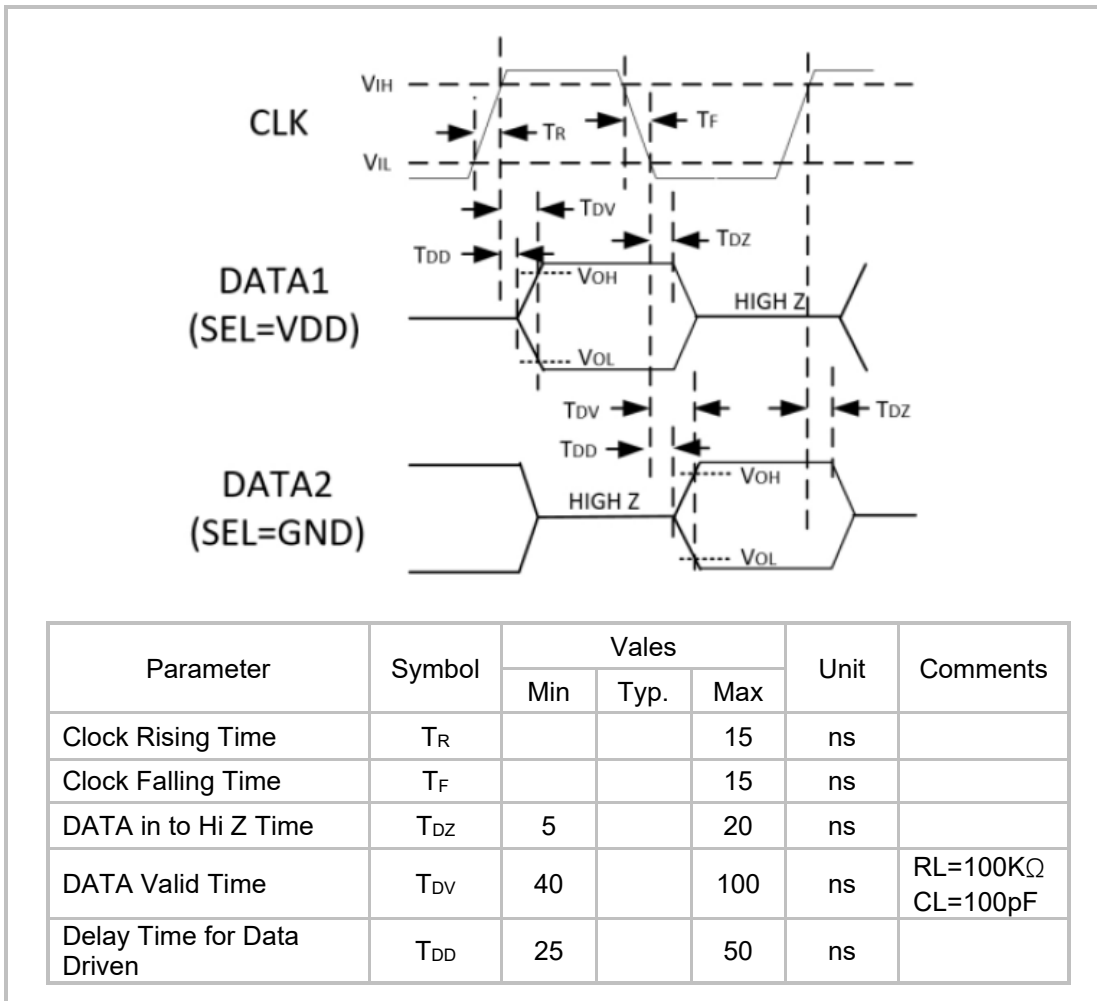 VIH
CLK
TR
TF
VIL
TDV
TDD
TDZ
DATA1
(SEL=VDD)
VOH
HIGH Z
VOL
TDV
TDZ
TDD
DATA2
(SEL=GND)
VOH
HIGH Z
VOL
Parameter Symbol Vales Unit Comments
Min Typ. Max
Clock Rising Time TR 15 ns
Clock Falling Time TF 15 ns
DATA in to Hi Z Time TDZ 5 20 ns
DATA Valid Time TDV 40 100 ns RL=100KΩ
CL=100pF
Delay Time for Data
Driven TDD 25 50 ns